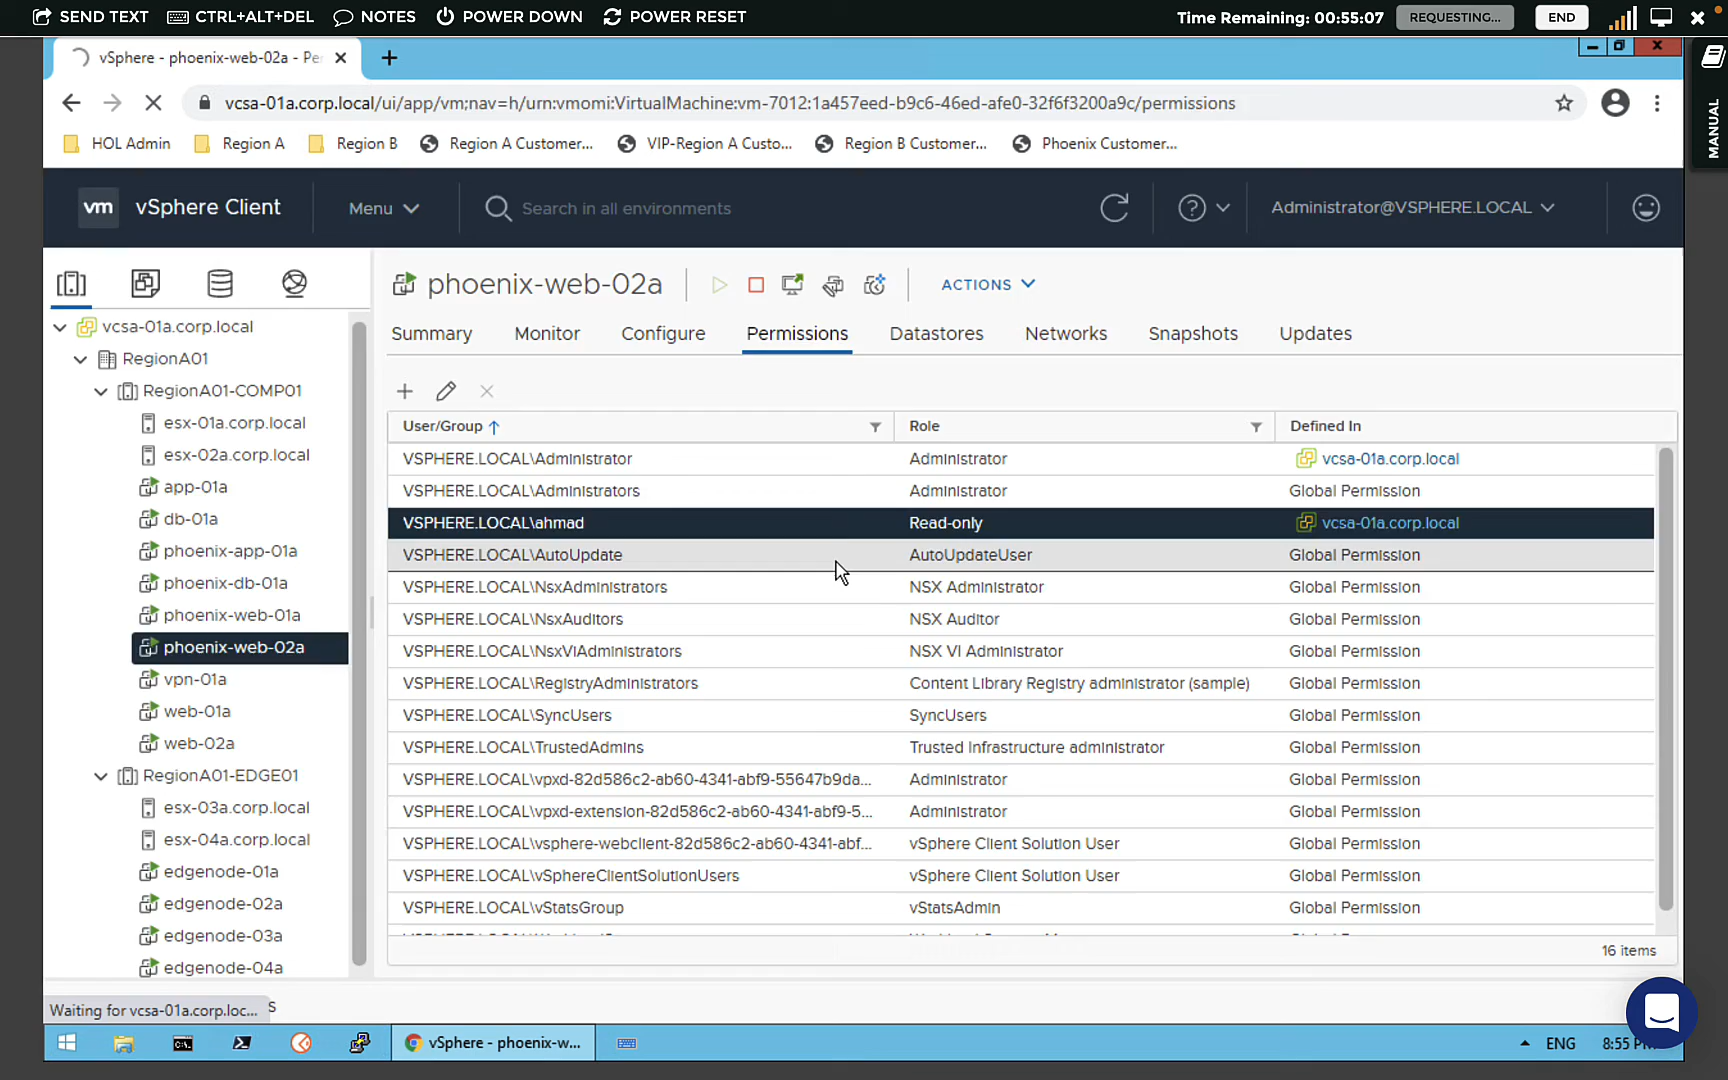 SEND TEXT CTRL+ALT+DEL NOTES POWER DOWN POWER RESET Time Remaining: 00:55:07 REQUESTING... END
vSphere - phoenix-web-02a - Pe
vcsa-01a.corp.local/ui/app/vm;nav=h/urn:vmomi:VirtualMachine:vm-7012:1a457eed-b9c6-46ed-afe0-32f6f3200a9c/permissions
MANUAL
HOL Admin Region A Region B Region A Customer... VIP-Region A Custo... Region B Customer... Phoenix Customer...
vm vSphere Client Menu Search in all environments Administrator@VSPHERE.LOCAL
vcsa-01a.corp.local
RegionA01
RegionA01-COMP01
esx-01a.corp.local
esx-02a.corp.local
app-01a
db-01a
phoenix-app-01a
phoenix-db-01a
phoenix-web-01a
phoenix-web-02a
vpn-01a
web-01a
web-02a
RegionA01-EDGE01
esx-03a.corp.local
esx-04a.corp.local
edgenode-01a
edgenode-02a
edgenode-03a
edgenode-04a
phoenix-web-02a ACTIONS
Summary Monitor Configure Permissions Datastores Networks Snapshots Updates
User/Group Role Defined In
VSPHERE.LOCAL\Administrator Administrator vcsa-01a.corp.local
VSPHERE.LOCAL\Administrators Administrator Global Permission
VSPHERE.LOCAL\ahmad Read-only vcsa-01a.corp.local
VSPHERE.LOCAL\AutoUpdate AutoUpdateUser Global Permission
VSPHERE.LOCAL\NsxAdministrators NSX Administrator Global Permission
VSPHERE.LOCAL\NsxAuditors NSX Auditor Global Permission
VSPHERE.LOCAL\NsxViAdministrators NSX VI Administrator Global Permission
VSPHERE.LOCAL\RegistryAdministrators Content Library Registry administrator (sample) Global Permission
VSPHERE.LOCAL\SyncUsers SyncUsers Global Permission
VSPHERE.LOCAL\TrustedAdmins Trusted Infrastructure administrator Global Permission
VSPHERE.LOCAL\vpxd-82d586c2-ab60-4341-abf9-55647b9da... Administrator Global Permission
VSPHERE.LOCAL\vpxd-extension-82d586c2-ab60-4341-abf9-5... Administrator Global Permission
VSPHERE.LOCAL\vsphere-webclient-82d586c2-ab60-4341-abf... vSphere Client Solution User Global Permission
VSPHERE.LOCAL\vSphereClientSolutionUsers vSphere Client Solution User Global Permission
VSPHERE.LOCAL\vStatsGroup vStatsAdmin Global Permission
16 items
Waiting for vcsa-01a.corp.loc... s
vSphere - phoenix-w... ENG 8:55 PM